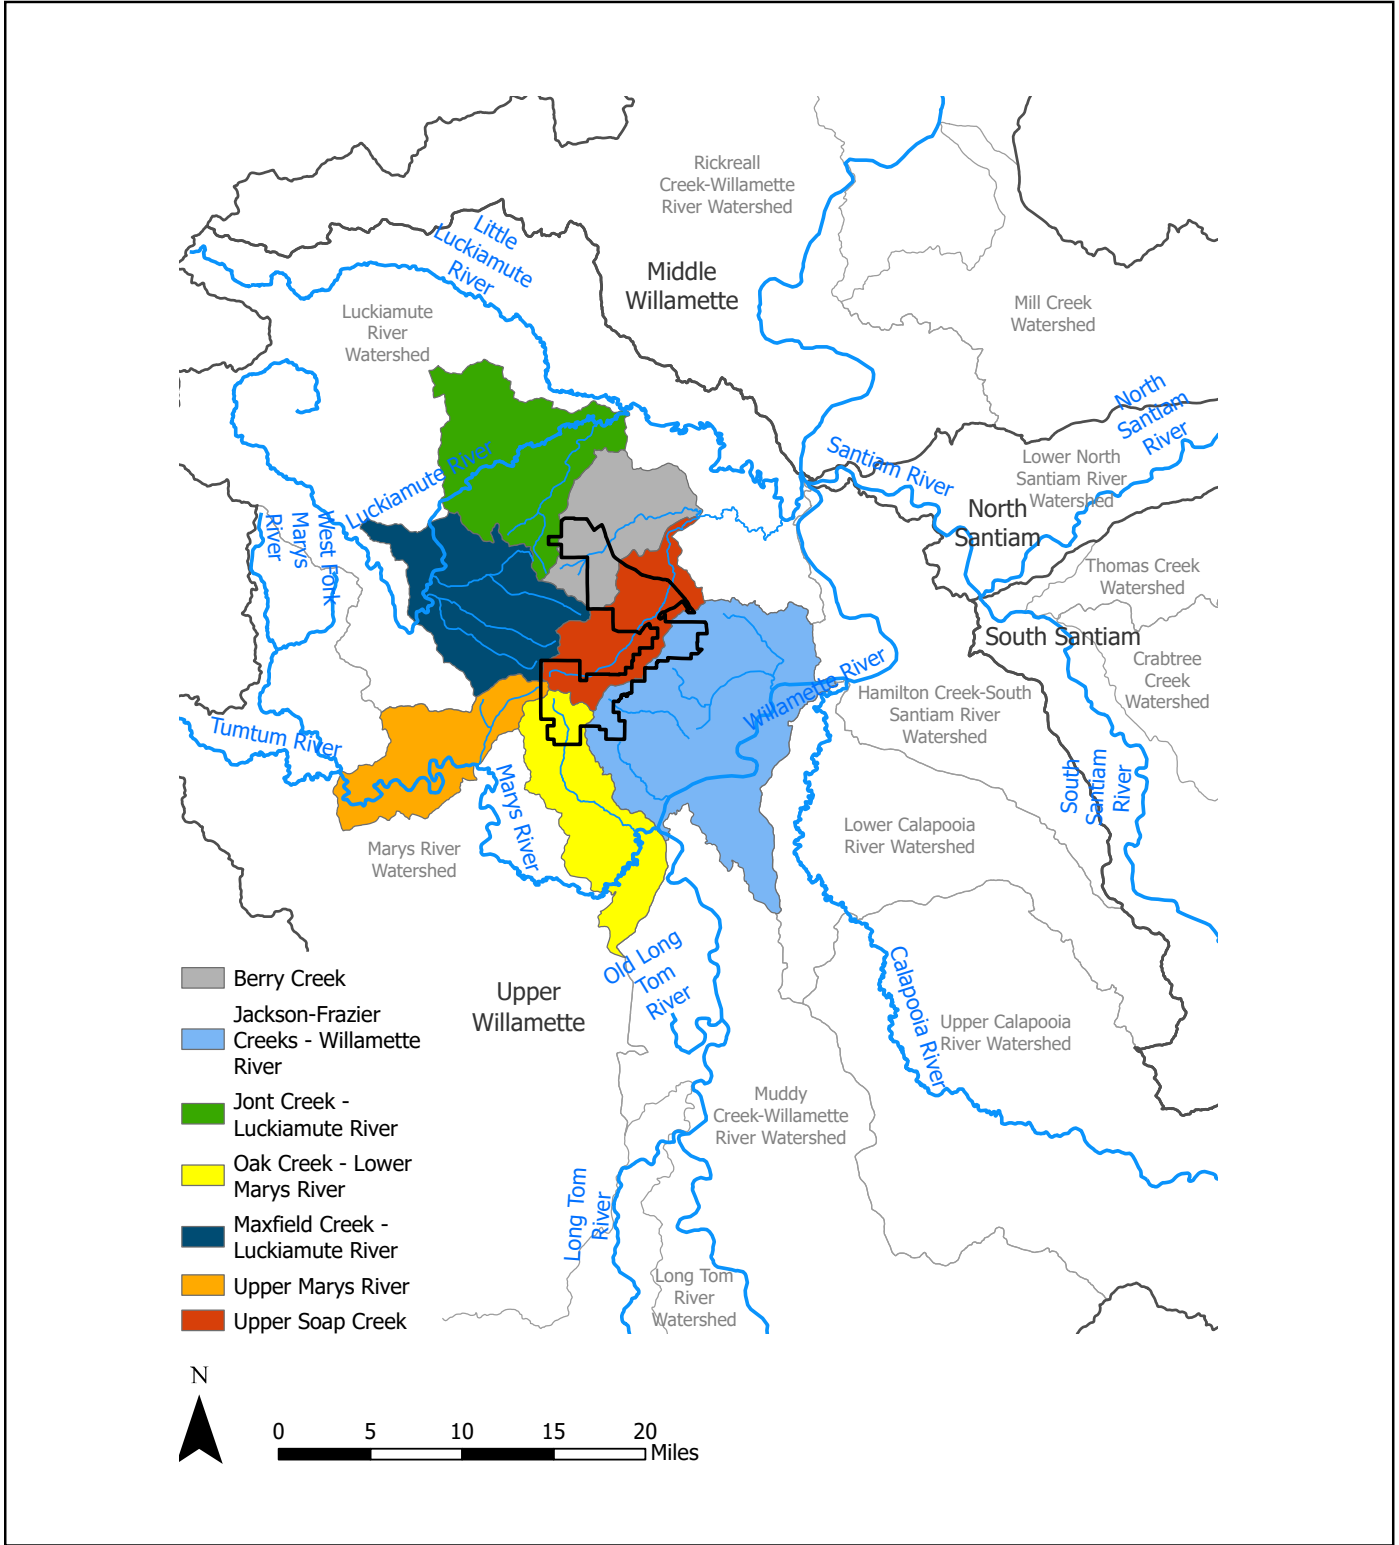 Rickreall
Creek-Willamette
River Watershed
Little
Luckiamute
River
Middle
Willamette
Luckiamute
River
Watershed
Mill Creek
Watershed
North
Santiam
River
Luckiamute River
Santiam River
Lower North
Santiam River
Watershed
North
Santiam
West Fork
Marys
River
Thomas Creek
Watershed
South Santiam
Crabtree
Creek
Watershed
Willamette River
Hamilton Creek-South
Santiam River
Watershed
Tumtum River
Marys River
South
Santiam
River
Marys River
Watershed
Lower Calapooia
River Watershed
Old Long
Tom
River
Calapooia River
Upper
Willamette
Upper Calapooia
River Watershed
Muddy
Creek-Willamette
River Watershed
Long Tom
River
Long Tom
River
Watershed
Berry Creek
Jackson-Frazier
Creeks - Willamette
River
Jont Creek -
Luckiamute River
Oak Creek - Lower
Marys River
Maxfield Creek -
Luckiamute River
Upper Marys River
Upper Soap Creek
N
0 5 10 15 20
Miles